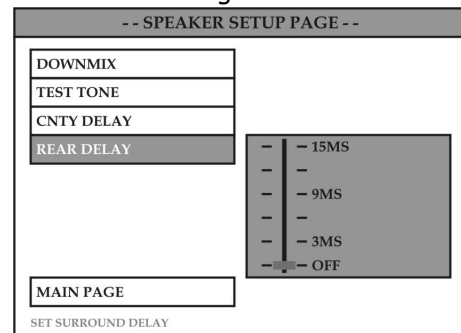 - - SPEAKER SETUP PAGE - -
DOWNMIX
TEST TONE
CNTY DELAY
REAR DELAY
15MS
9MS
3MS
OFF
MAIN PAGE
SET SURROUND DELAY